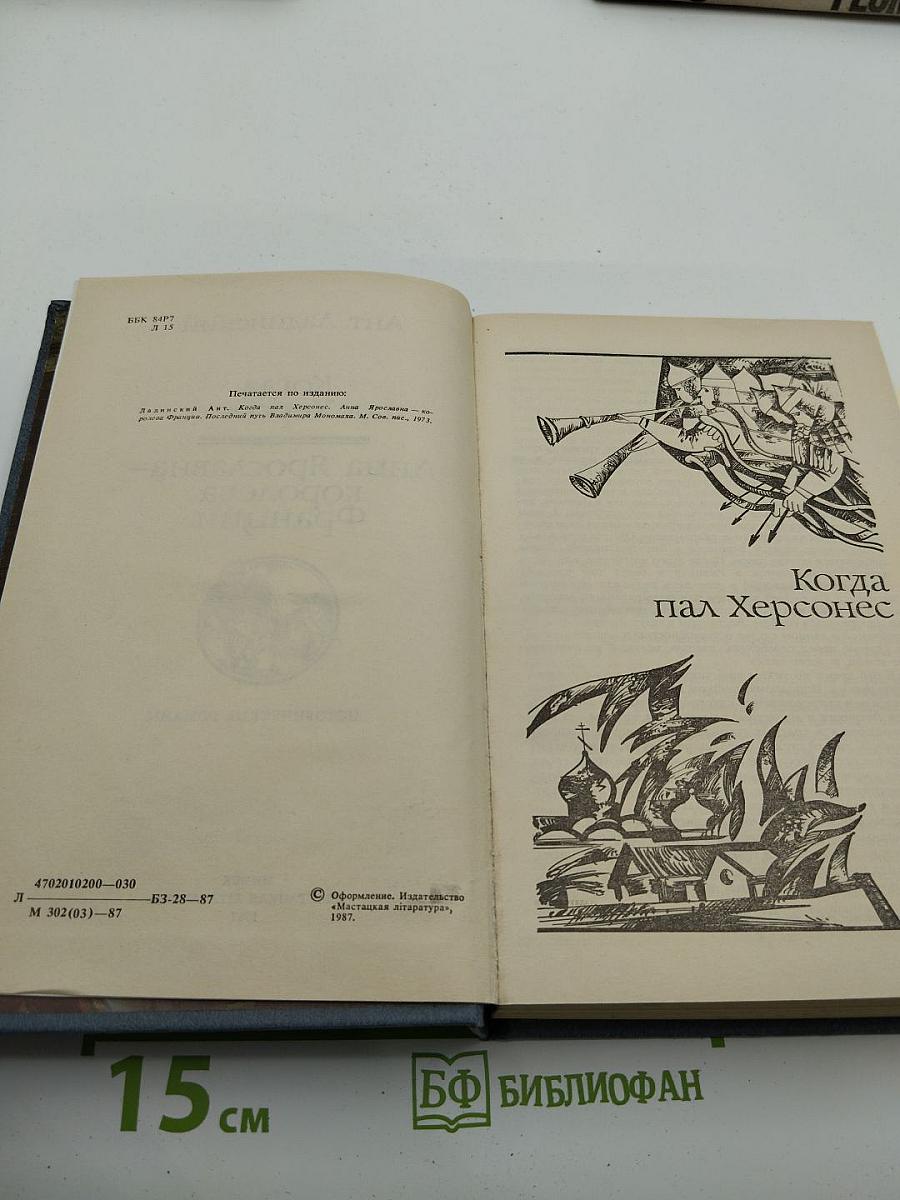 ББК 84Р7
Л 15
Печатается по изданию:
Ладинский Ант. Когда пал Херсонес. Анна Ярославна — ко-
ролева Франции. Последний путь Владимира Мономаха. М. Сов. пис., 1973.
4702010200—030
Л БЗ-28—87
М 302(03)—87
© Оформление. Издательство
«Мастацкая літаратура»,
1987.
Когда
пал Херсонес
15 см
БФ БИБЛИОФАН